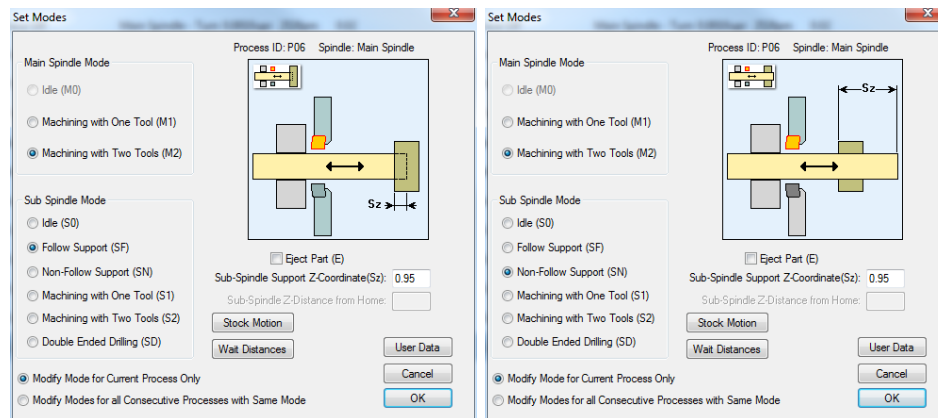 Set Modes
Process ID: P06 Spindle: Main Spindle
Main Spindle Mode
Idle (M0)
Machining with One Tool (M1)
Machining with Two Tools (M2)
Sz
Sub Spindle Mode
Idle (S0)
Follow Support (SF)
Non-Follow Support (SN)
Machining with One Tool (S1)
Machining with Two Tools (S2)
Double Ended Drilling (SD)
Eject Part (E)
Sub-Spindle Support Z-Coordinate(Sz): 0.95
Sub-Spindle Z-Distance from Home:
Stock Motion
Wait Distances
User Data
Modify Mode for Current Process Only
Cancel
Modify Modes for all Consecutive Processes with Same Mode
OK
Set Modes
Process ID: P06 Spindle: Main Spindle
Main Spindle Mode
Idle (M0)
Machining with One Tool (M1)
Machining with Two Tools (M2)
Sz
Sub Spindle Mode
Idle (S0)
Follow Support (SF)
Non-Follow Support (SN)
Machining with One Tool (S1)
Machining with Two Tools (S2)
Double Ended Drilling (SD)
Eject Part (E)
Sub-Spindle Support Z-Coordinate(Sz): 0.95
Sub-Spindle Z-Distance from Home:
Stock Motion
Wait Distances
User Data
Modify Mode for Current Process Only
Cancel
Modify Modes for all Consecutive Processes with Same Mode
OK